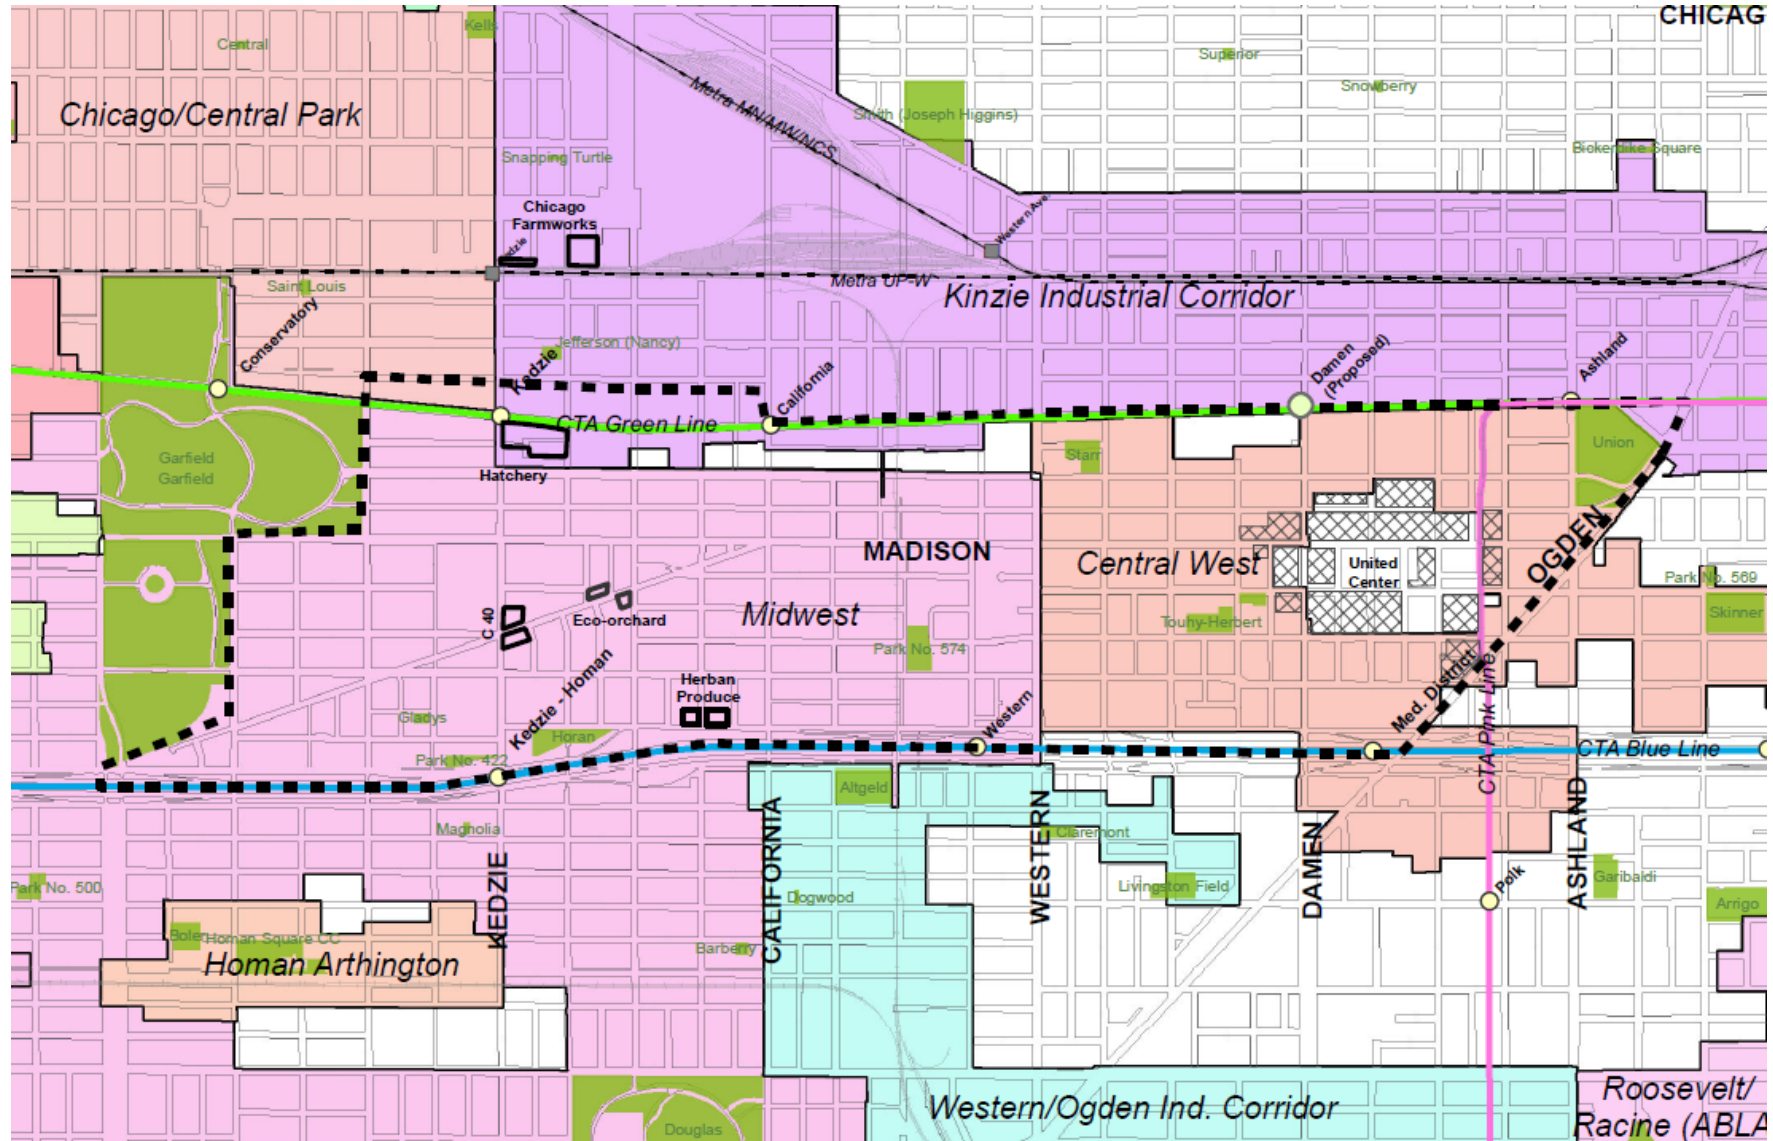 CHICAG
Kells
Central
Superior
Snowberry
Metra MN/MW/NCS
Smith (Joseph Higgins)
Chicago/Central Park
Snapping Turtle
Bickerdike Square
Chicago
Farmworks
Western Ave.
Kedzie
Saint Louis
Metra UP-W
Kinzie Industrial Corridor
Conservatory
Jefferson (Nancy)
Kedzie
California
Damen
(Proposed)
Ashland
CTA Green Line
Garfield
Garfield
Hatchery
Starr
Union
MADISON
Central West
United
Center
OGDEN
Park No. 569
Skinner
C 40
Eco-orchard
Midwest
Touhy-Herbert
Park No. 574
Herban
Produce
Kedzie - Homan
Gladys
Horan
Park No. 422
Western
Med. District
CTA Pink Line
CTA Blue Line
Altgeld
Magnolia
Claremont
KEDZIE
CALIFORNIA
WESTERN
DAMEN
ASHLAND
Park No. 500
Dogwood
Livingston Field
Polk
Garibaldi
Arrigo
Boler
Homan Square CC
Barberry
Homan Arthington
Western/Ogden Ind. Corridor
Roosevelt/
Racine (ABLA
Douglas